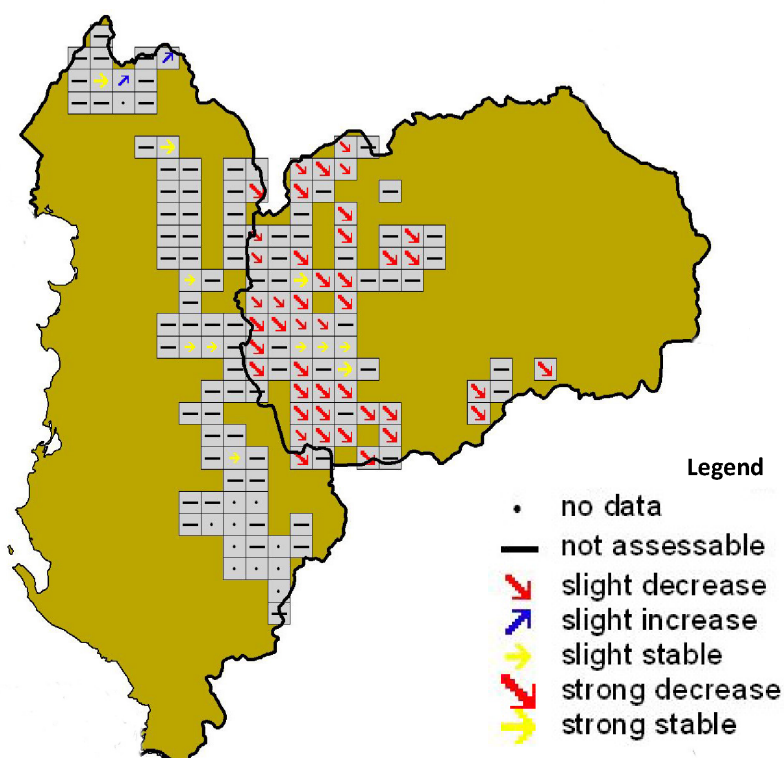 Legend
no data
not assessable
slight decrease
slight increase
slight stable
strong decrease
strong stable